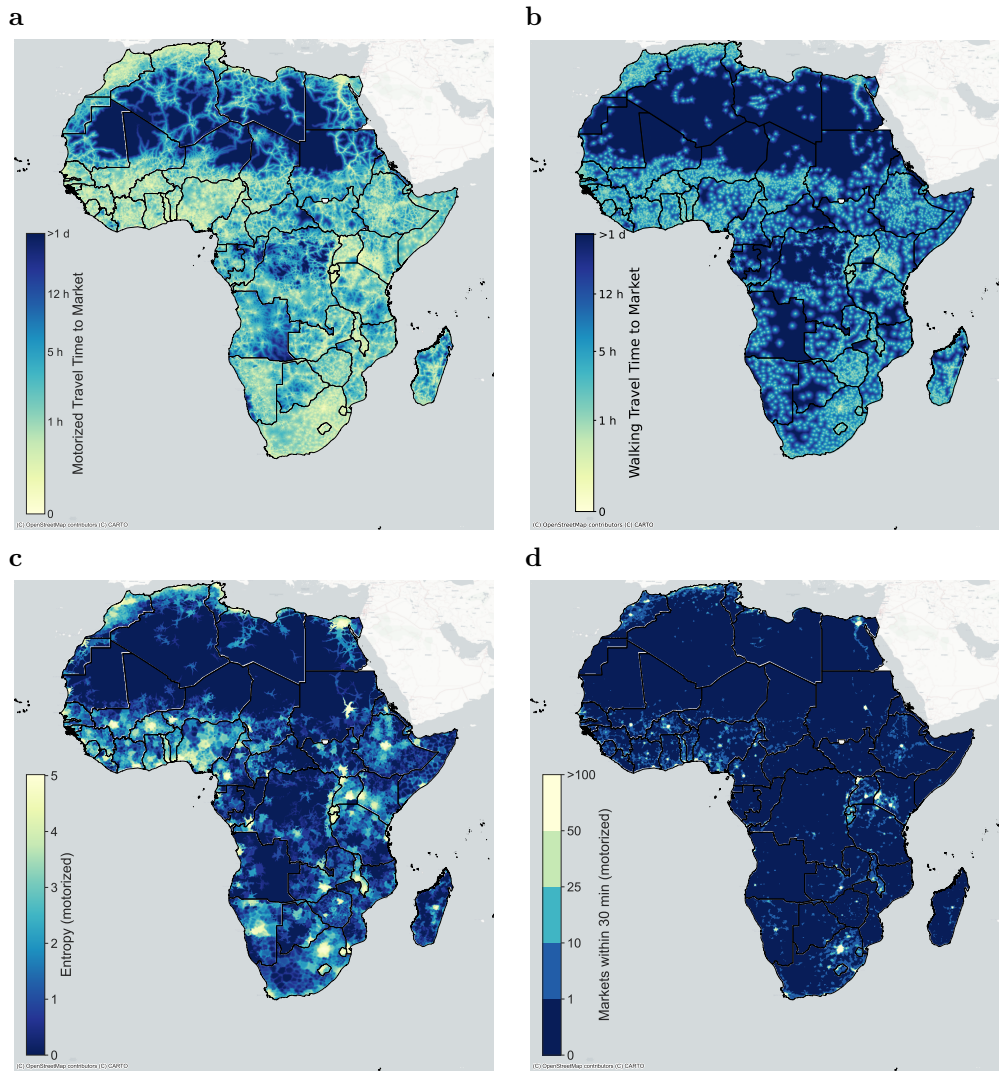 a
>1 d
12 h
5 h
1 h
0
Motorized Travel Time to Market
(C) OpenStreetMap contributors (C) CARTO
b
>1 d
12 h
5 h
1 h
0
Walking Travel Time to Market
(C) OpenStreetMap contributors (C) CARTO
c
5
4
3
2
1
0
Entropy (motorized)
(C) OpenStreetMap contributors (C) CARTO
d
>100
50
25
10
1
0
Markets within 30 min (motorized)
(C) OpenStreetMap contributors (C) CARTO